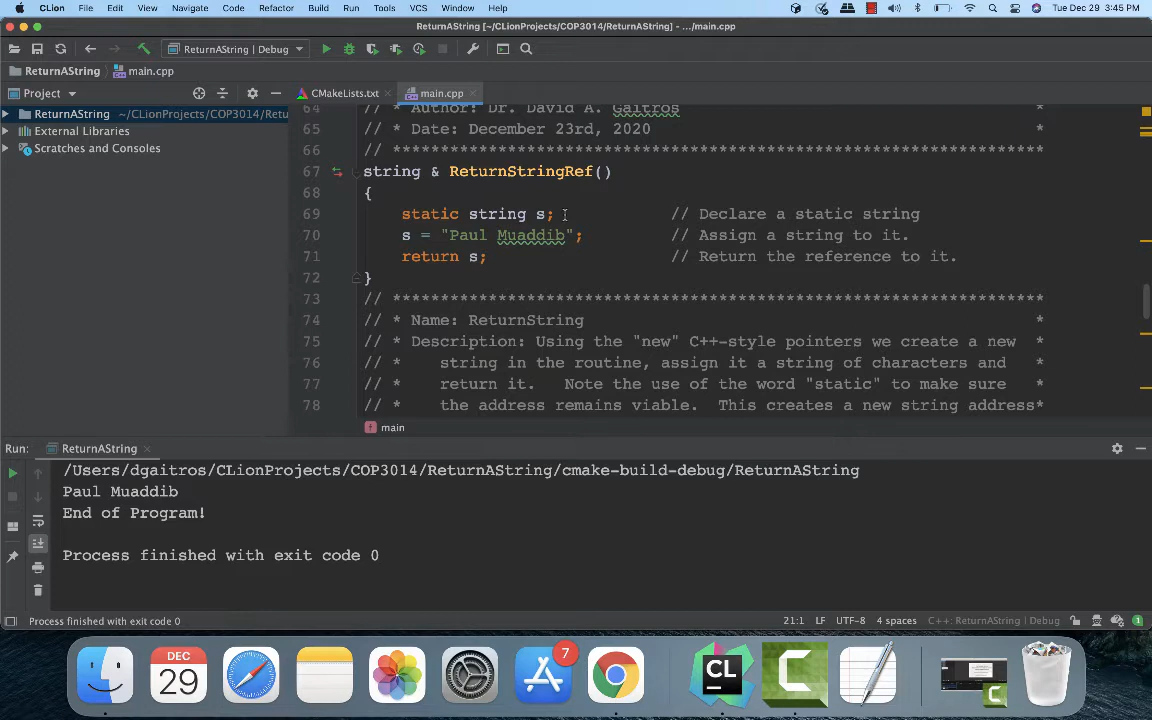 CLion File Edit View Navigate Code Refactor Build Run Tools VCS Window Help Tue Dec 29 3:45 PM
ReturnAString [~/CLionProjects/COP3014/ReturnAString] - .../main.cpp
ReturnAString | Debug
ReturnAString main.cpp
Project CMakeLists.txt main.cpp
ReturnAString ~/CLionProjects/COP3014/Retu
External Libraries
Scratches and Consoles
64 // * Author: Dr. David A. Gaitros *
65 // * Date: December 23rd, 2020 *
66 // ********************************************************************
67 string & ReturnStringRef()
68 {
69 static string s; // Declare a static string
70 s = "Paul Muaddib"; // Assign a string to it.
71 return s; // Return the reference to it.
72 }
73 // ********************************************************************
74 // * Name: ReturnString *
75 // * Description: Using the "new" C++-style pointers we create a new *
76 // * string in the routine, assign it a string of characters and *
77 // * return it. Note the use of the word "static" to make sure *
78 // * the address remains viable. This creates a new string address*
f main
Run: ReturnAString
/Users/dgaitros/CLionProjects/COP3014/ReturnAString/cmake-build-debug/ReturnAString
Paul Muaddib
End of Program!
Process finished with exit code 0
Process finished with exit code 0 21:1 LF UTF-8 4 spaces C++: ReturnAString | Debug 1
DEC
29
7
CL
C
C